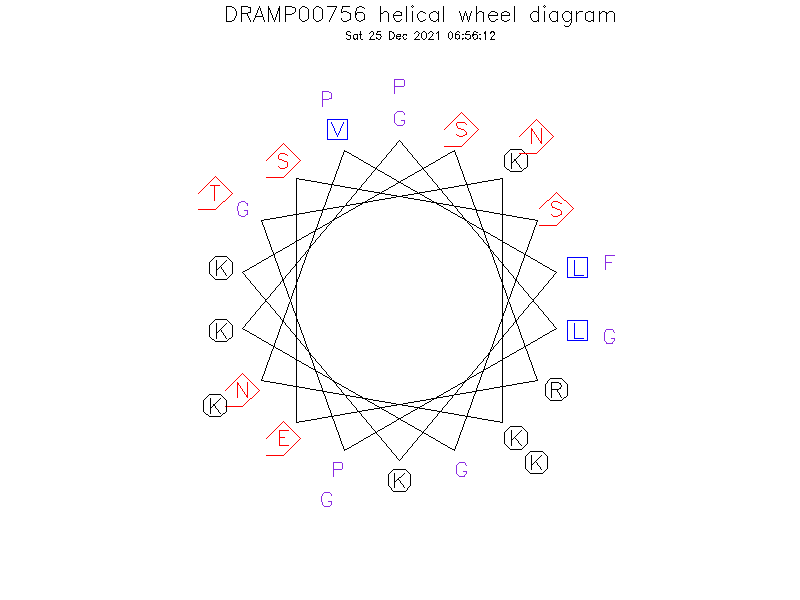 DRAMP00756 helical wheel diagram
Sat 25 Dec 2021 06:56:12
P
P
G
V
S
N
S
K
T
G
S
K
L
F
K
L
G
N
R
K
E
K
K
P
G
K
G